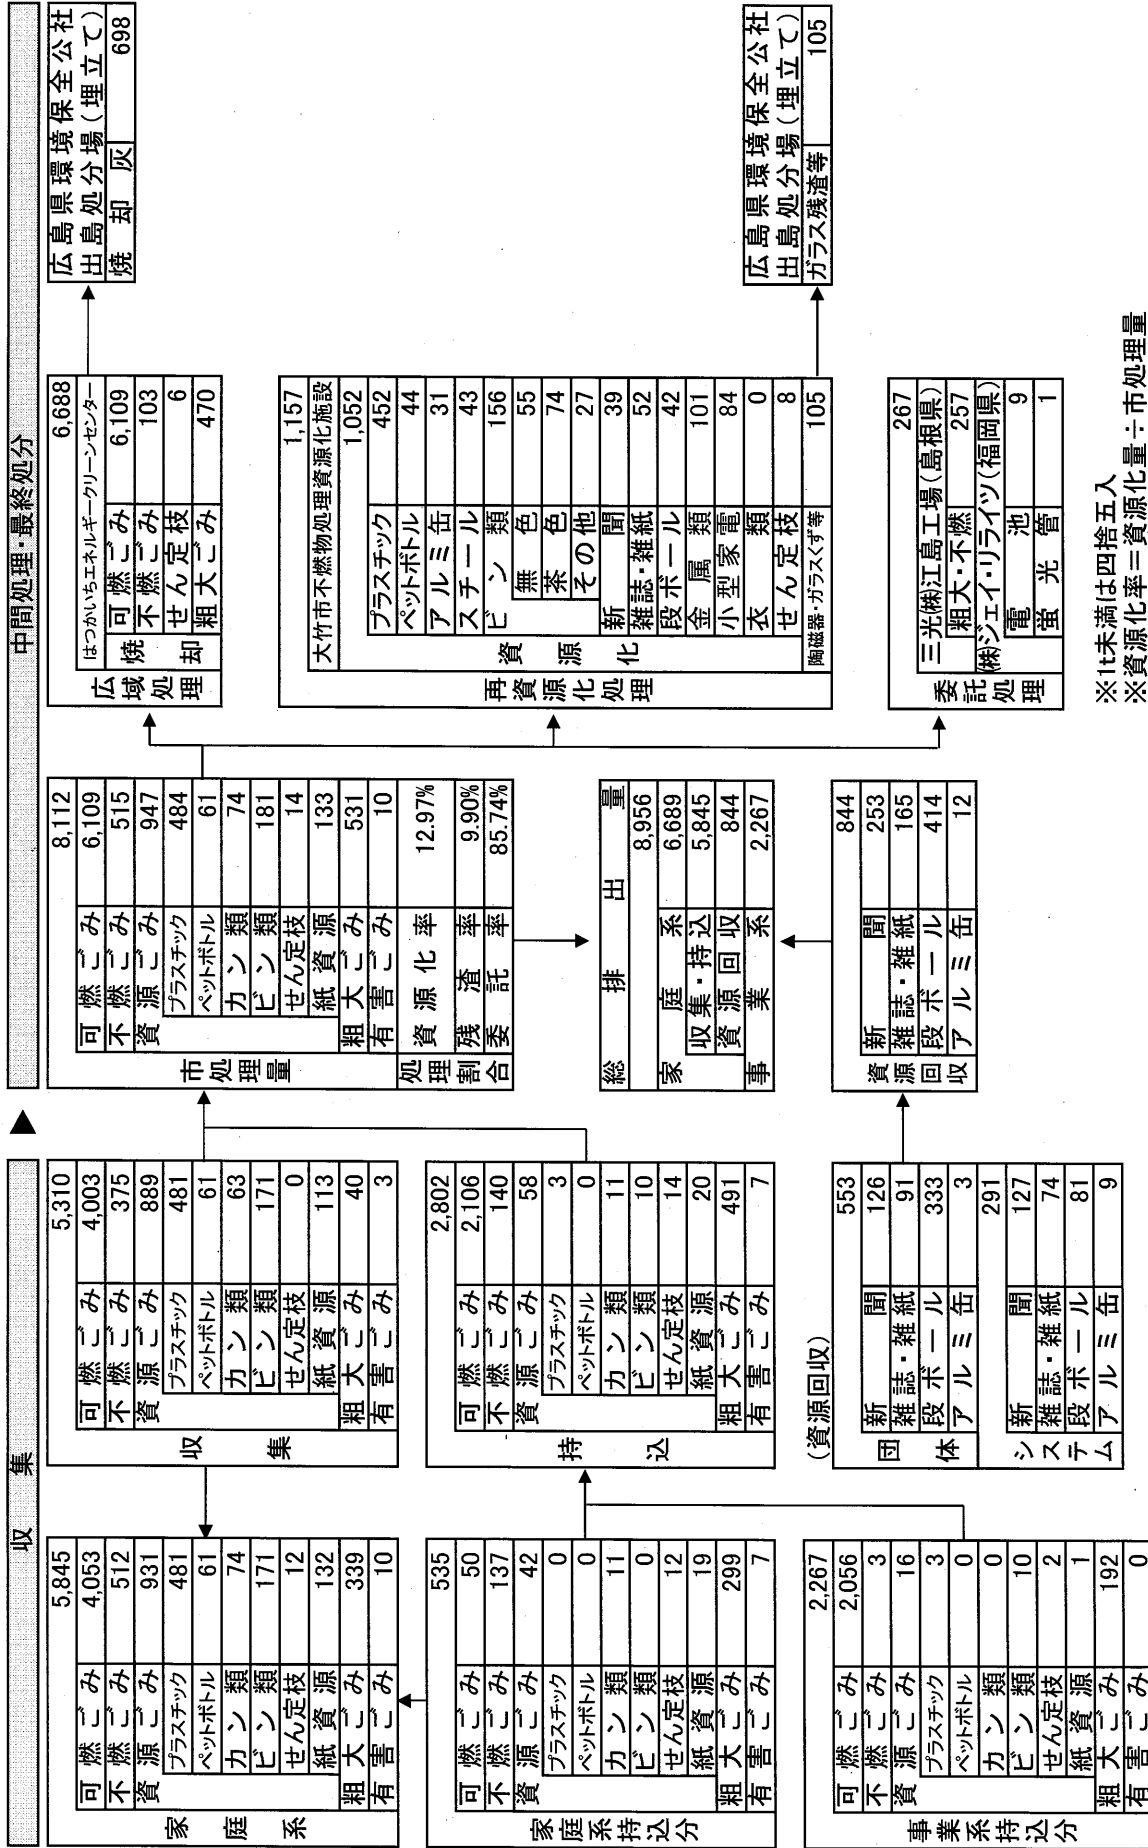 収 集
▶
中間処理・最終処分
家庭系 5,845
可燃ごみ 4,053
不燃ごみ 512
資源ごみ 931
プラスチック 481
ペットボトル 61
カン類 74
ビン類 171
せん定枝 12
紙資源 132
粗大ごみ 339
有害ごみ 10
家庭系持込分 535
可燃ごみ 50
不燃ごみ 137
資源ごみ 42
プラスチック 0
ペットボトル 0
カン類 11
ビン類 0
せん定枝 12
紙資源 19
粗大ごみ 299
有害ごみ 7
事業系持込分 2,267
可燃ごみ 2,056
不燃ごみ 3
資源ごみ 16
プラスチック 3
ペットボトル 0
カン類 0
ビン類 10
せん定枝 2
紙資源 1
粗大ごみ 192
有害ごみ 0
収集 5,310
可燃ごみ 4,003
不燃ごみ 375
資源ごみ 889
プラスチック 481
ペットボトル 61
カン類 63
ビン類 171
せん定枝 0
紙資源 113
粗大ごみ 40
有害ごみ 3
持込 2,802
可燃ごみ 2,106
不燃ごみ 140
資源ごみ 58
プラスチック 3
ペットボトル 0
カン類 11
ビン類 10
せん定枝 14
紙資源 20
粗大ごみ 491
有害ごみ 7
(資源回収)
団体 553
新聞 126
雑誌・雑紙 91
段ボール 333
アルミ缶 3
システム 291
新聞 127
雑誌・雑紙 74
段ボール 81
アルミ缶 9
市処理量 8,112
可燃ごみ 6,109
不燃ごみ 515
資源ごみ 947
プラスチック 484
ペットボトル 61
カン類 74
ビン類 181
せん定枝 14
紙資源 133
粗大ごみ 531
有害ごみ 10
処理割合
資源化率 12.97%
残渣率 9.90%
委託率 85.74%
総排出量
8,956
家庭系 6,689
収集・持込 5,845
資源回収 844
事業系 2,267
資源回収 844
新聞 253
雑誌・雑紙 165
段ボール 414
アルミ缶 12
広域処理 6,688
はつかいちエネルギークリーンセンター
焼却
可燃ごみ 6,109
不燃ごみ 103
せん定枝 6
粗大ごみ 470
再資源化処理 1,157
大竹市不燃物処理資源化施設
資源化 1,052
プラスチック 452
ペットボトル 44
アルミ缶 31
スチール 43
ビン類 156
無色 55
茶色 74
その他 27
新聞 39
雑誌・雑紙 52
段ボール 42
金属類 101
小型家電 84
衣類 0
せん定枝 8
陶磁器・ガラスくず等 105
委託処理 267
三光(株)江島工場(島根県)
粗大・不燃 257
(株)ジェイ・リライツ(福岡県)
電池 9
蛍光管 1
広島県環境保全公社
出島処分場(埋立て)
焼却灰 698
広島県環境保全公社
出島処分場(埋立て)
ガラス残渣等 105
※1t未満は四捨五入
※資源化率=資源化量÷市処理量